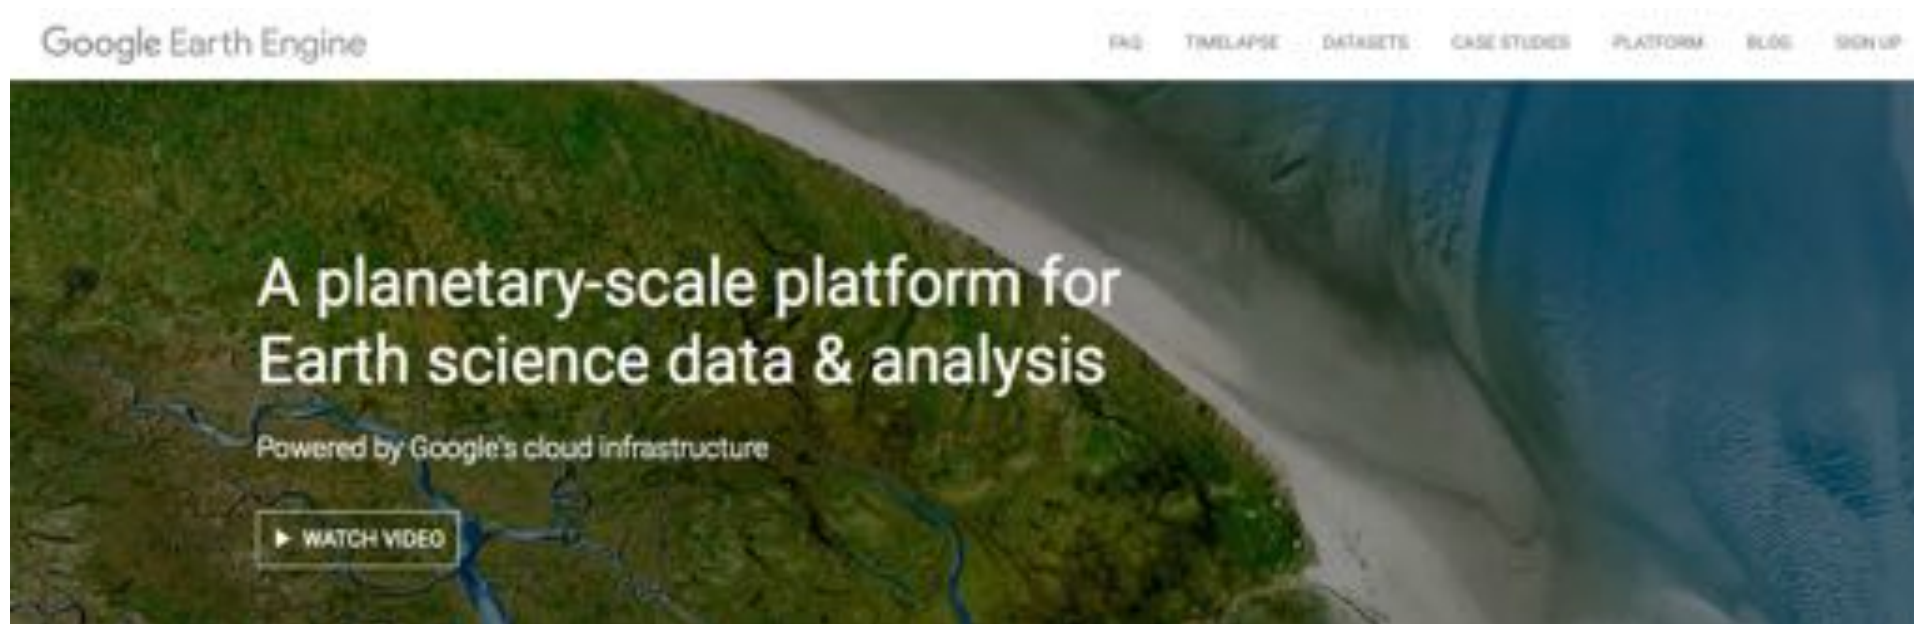 Google Earth Engine
FAQ TIMELAPSE DATASETS CASE STUDIES PLATFORM BLOG SIGN UP
A planetary-scale platform for
Earth science data & analysis
Powered by Google's cloud infrastructure
WATCH VIDEO